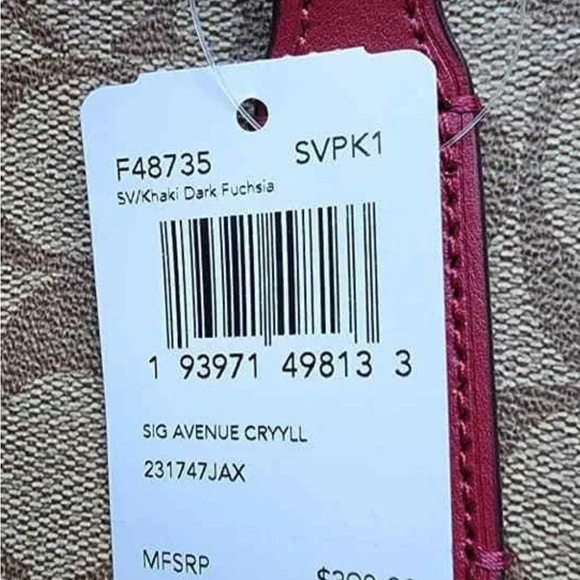 F48735 SVPK1
SV/Khaki Dark Fuchsia
1 93971 49813 3
SIG AVENUE CRYYLL
231747JAX
MFSRP